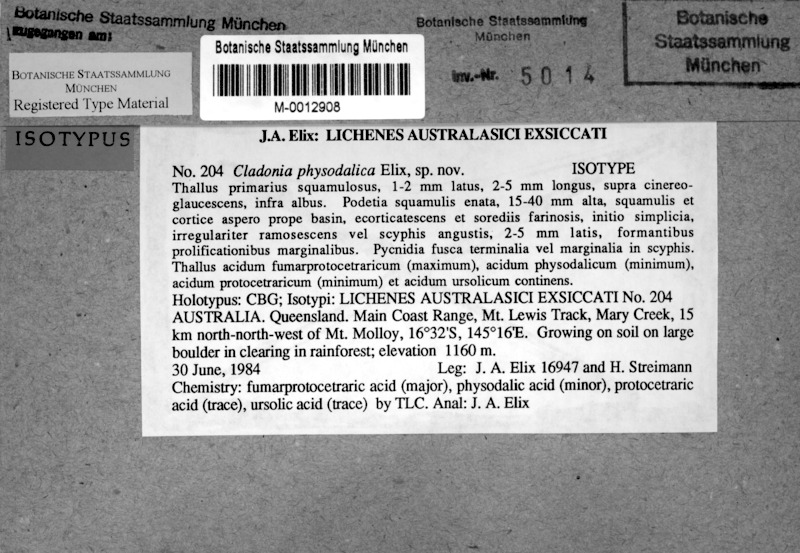 Botanische Staatssammlung München
zugegangen am:
Botanische Staatssammlung
München
Inv.-Nr. 5014
Botanische
Staatssammlung
München
Botanische Staatssammlung München
M-0012908
BOTANISCHE STAATSSAMMLUNG
MÜNCHEN
Registered Type Material
ISOTYPUS
J.A. Elix: LICHENES AUSTRALASICI EXSICCATI
No. 204 Cladonia physodalica Elix, sp. nov. ISOTYPE
Thallus primarius squamulosus, 1-2 mm latus, 2-5 mm longus, supra cinereo-
glaucescens, infra albus. Podetia squamulis enata, 15-40 mm alta, squamulis et
cortice aspero prope basin, ecorticatescens et sorediis farinosis, initio simplicia,
irregulariter ramosescens vel scyphis angustis, 2-5 mm latis, formantibus
prolificationibus marginalibus. Pycnidia fusca terminalia vel marginalia in scyphis.
Thallus acidum fumarprotocetraricum (maximum), acidum physodalicum (minimum),
acidum protocetraricum (minimum) et acidum ursolicum continens.
Holotypus: CBG; Isotypi: LICHENES AUSTRALASICI EXSICCATI No. 204
AUSTRALIA. Queensland. Main Coast Range, Mt. Lewis Track, Mary Creek, 15
km north-north-west of Mt. Molloy, 16°32'S, 145°16'E. Growing on soil on large
boulder in clearing in rainforest; elevation 1160 m.
30 June, 1984 Leg: J. A. Elix 16947 and H. Streimann
Chemistry: fumarprotocetraric acid (major), physodalic acid (minor), protocetraric
acid (trace), ursolic acid (trace) by TLC. Anal: J. A. Elix